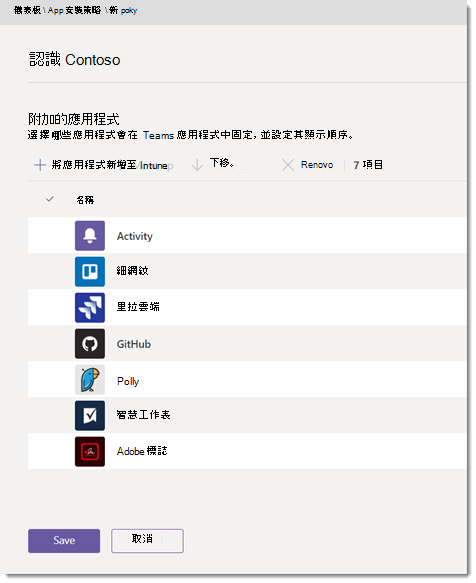 儀表板 \ App 安裝策略 \ 新 poky
認識 Contoso
附加的應用程式
選擇哪些應用程式會在 Teams 應用程式中固定, 並設定其顯示順序。
將應用程式新增至 Intune 下移。 Renovo 7 項目
名稱
Activity
細網紋
里拉雲端
GitHub
Polly
智慧工作表
Adobe 標誌
Save 取消